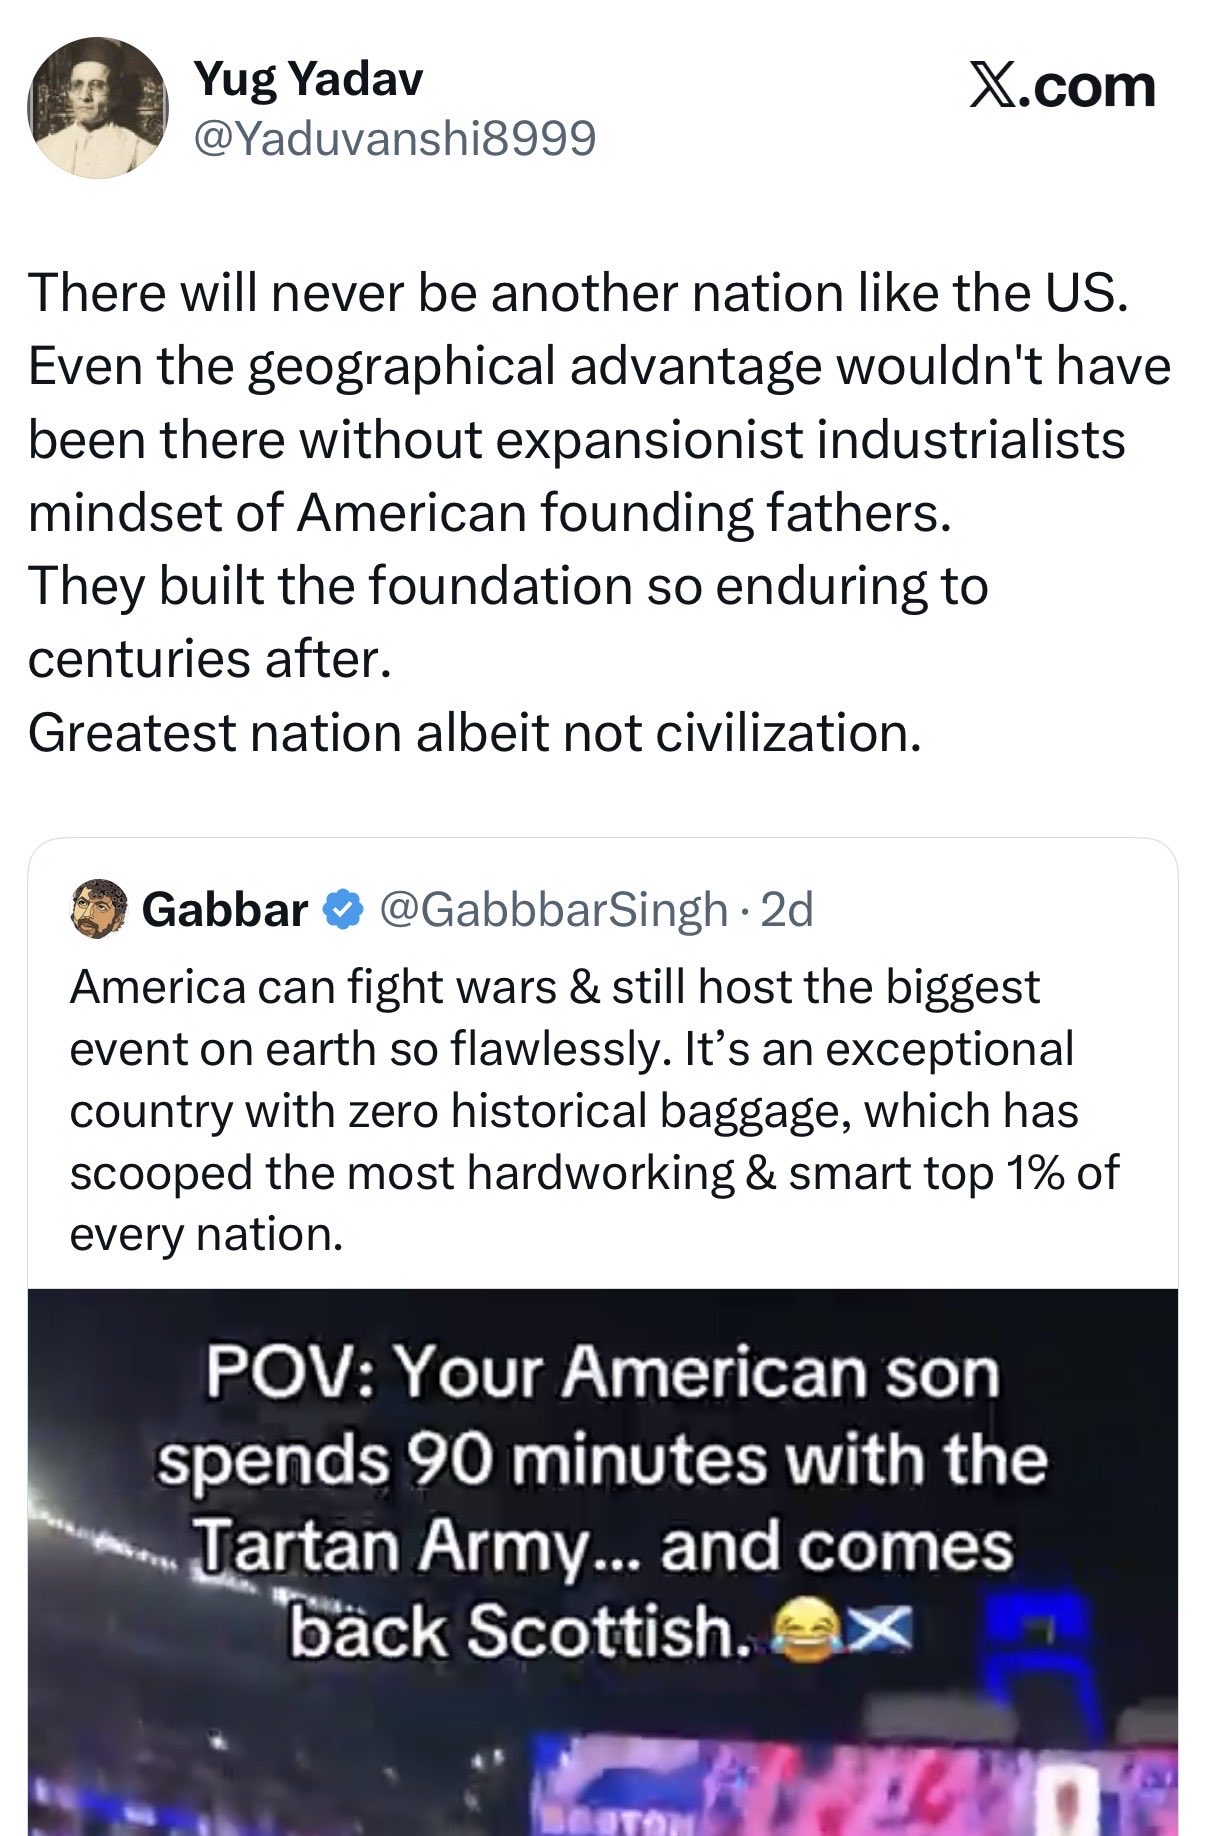 Yug Yadav
@Yaduvanshi8999
X.com
There will never be another nation like the US.
Even the geographical advantage wouldn't have
been there without expansionist industrialists
mindset of American founding fathers.
They built the foundation so enduring to
centuries after.
Greatest nation albeit not civilization.
Gabbar @GabbbarSingh · 2d
America can fight wars & still host the biggest
event on earth so flawlessly. It’s an exceptional
country with zero historical baggage, which has
scooped the most hardworking & smart top 1% of
every nation.
POV: Your American son
spends 90 minutes with the
Tartan Army... and comes
back Scottish. 😂🏴󠁧󠁢󠁳󠁣󠁴󠁿